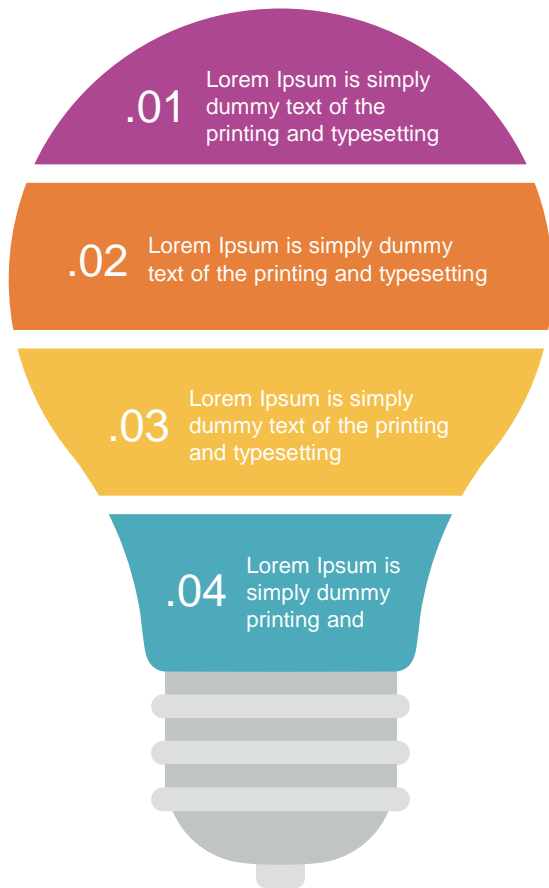 .01
Lorem Ipsum is simply
dummy text of the
printing and typesetting
.02
Lorem Ipsum is simply dummy
text of the printing and typesetting
.03
Lorem Ipsum is simply
dummy text of the printing
and typesetting
.04
Lorem Ipsum is
simply dummy
printing and